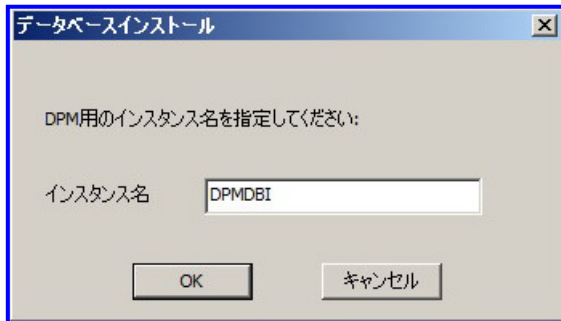 データベースインストール
DPM用のインスタンス名を指定してください:
インスタンス名 DPMDBI
OK キャンセル